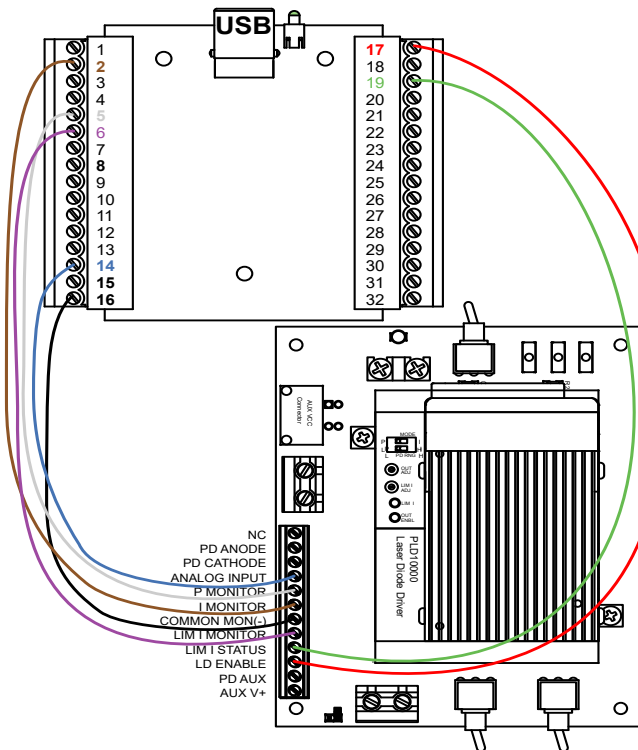 USB
1
2
3
4
5
6
7
8
9
10
11
12
13
14
15
16
17
18
19
20
21
22
23
24
25
26
27
28
29
30
31
32
AUX VCC
Connector
MODE
P I
L H
PD RNG
OUT
ADJ
LIM I
ADJ
LIM I
OUT
ENBL
PLD10000
Laser Diode Driver
NC
PD ANODE
PD CATHODE
ANALOG INPUT
P MONITOR
I MONITOR
COMMON MON(-)
LIM I MONITOR
LIM I STATUS
LD ENABLE
PD AUX
AUX V+